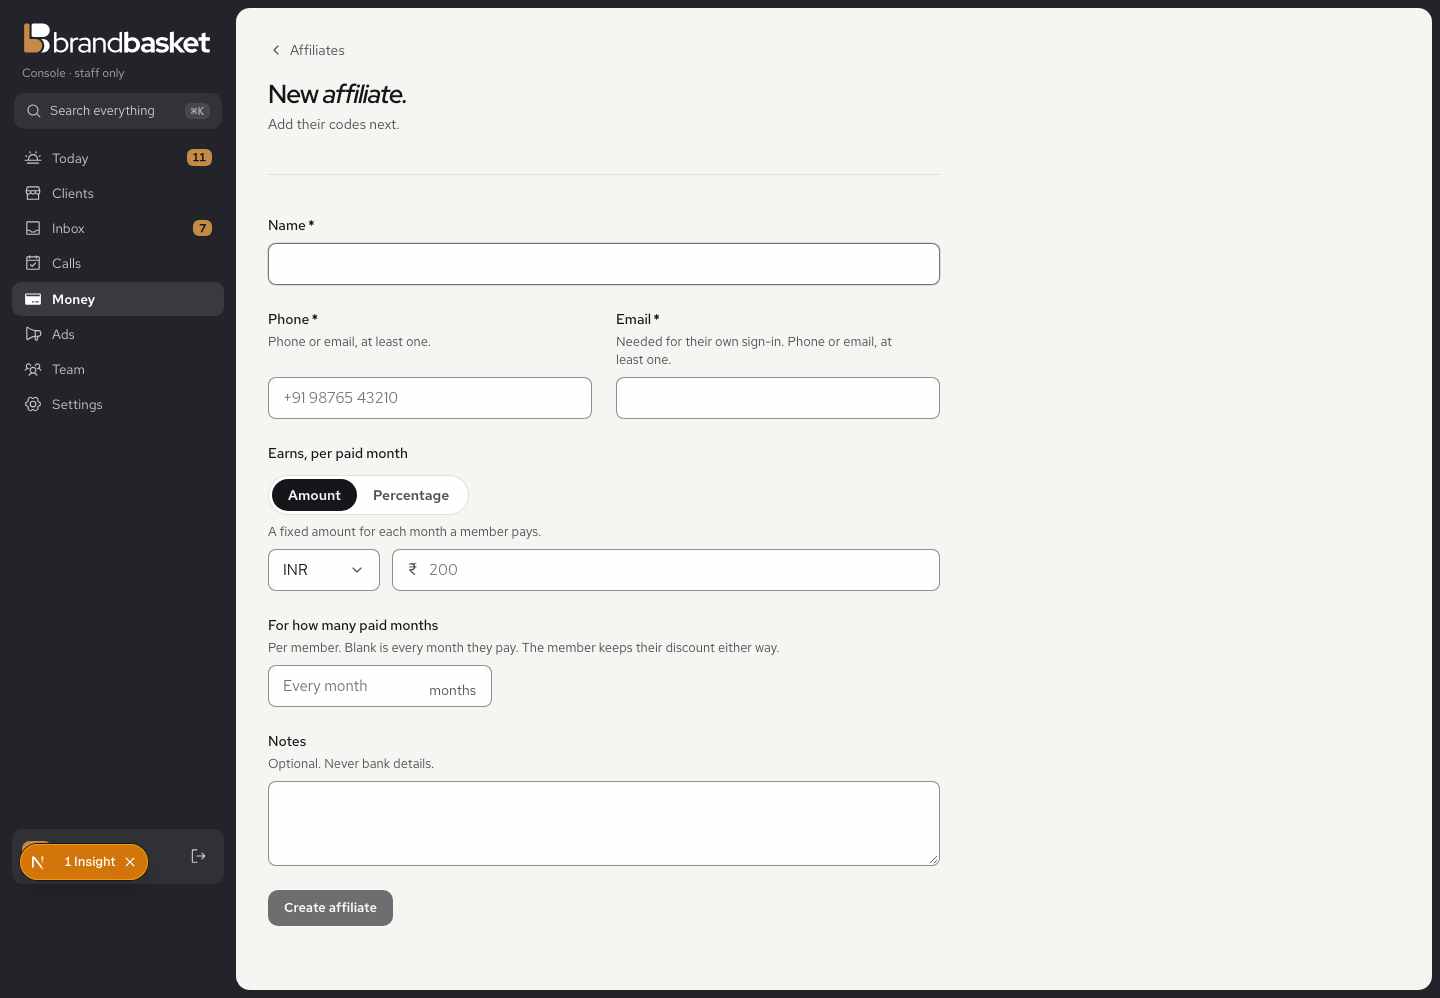 brandbasket
Console · staff only
Search everything ⌘K
Today 11
Clients
Inbox 7
Calls
Money
Ads
Team
Settings
N 1 Insight
Affiliates
New affiliate.
Add their codes next.
Name *
Phone *
Phone or email, at least one.
+91 98765 43210
Email *
Needed for their own sign-in. Phone or email, at
least one.
Earns, per paid month
Amount Percentage
A fixed amount for each month a member pays.
INR ₹ 200
For how many paid months
Per member. Blank is every month they pay. The member keeps their discount either way.
Every month months
Notes
Optional. Never bank details.
Create affiliate